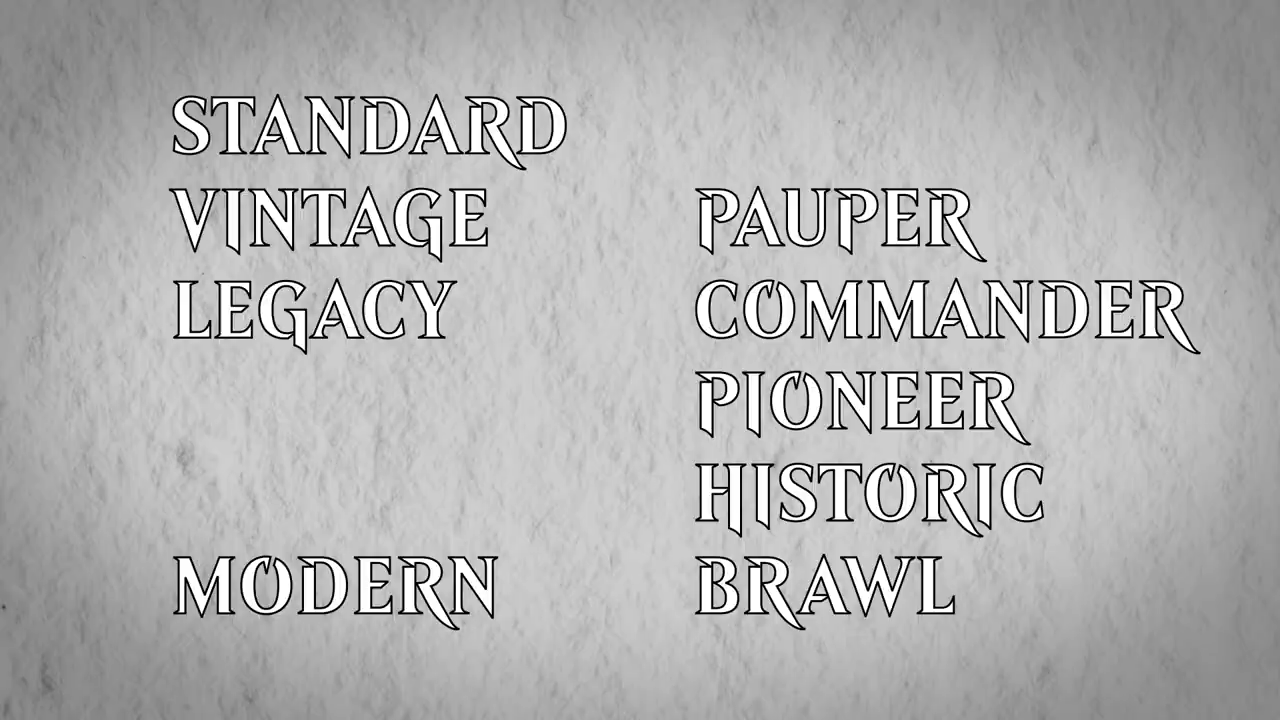 STANDARD
VINTAGE
LEGACY
MODERN
PAUPER
COMMANDER
PIONEER
HISTORIC
BRAWL